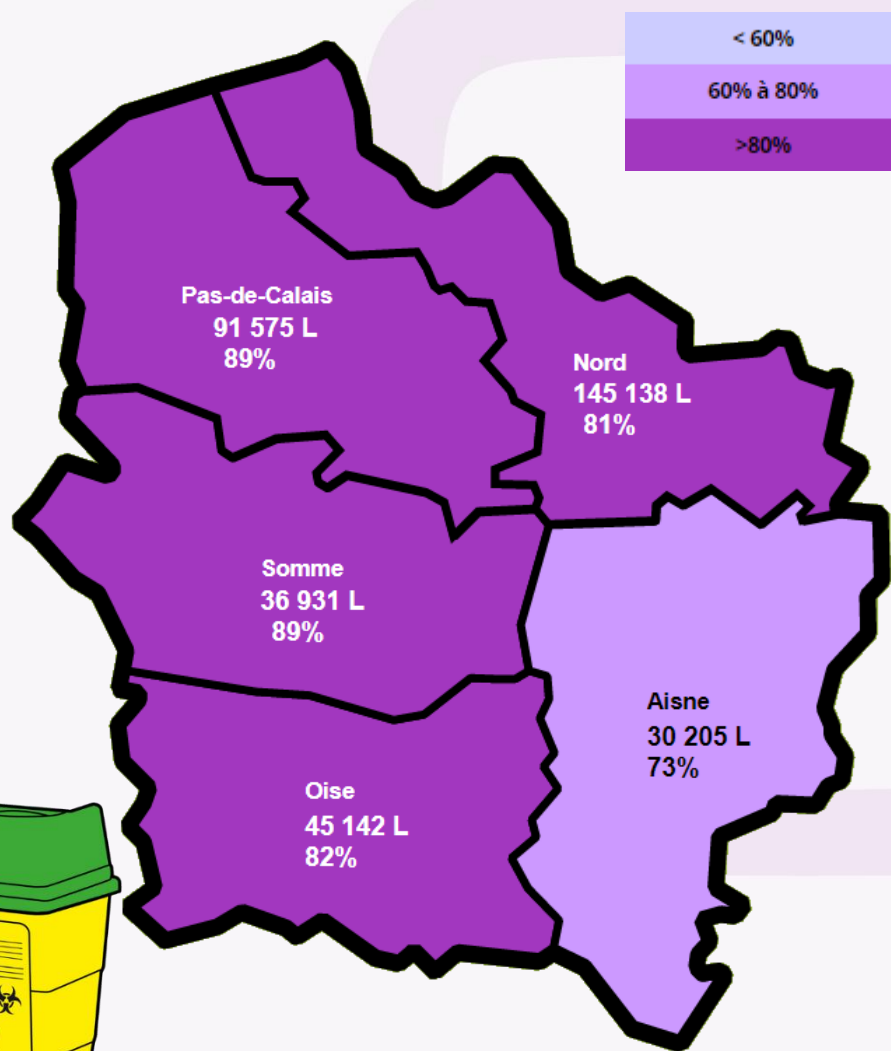 < 60%
60% à 80%
>80%
Pas-de-Calais
91 575 L
89%
Nord
145 138 L
81%
Somme
36 931 L
89%
Aisne
30 205 L
73%
Oise
45 142 L
82%